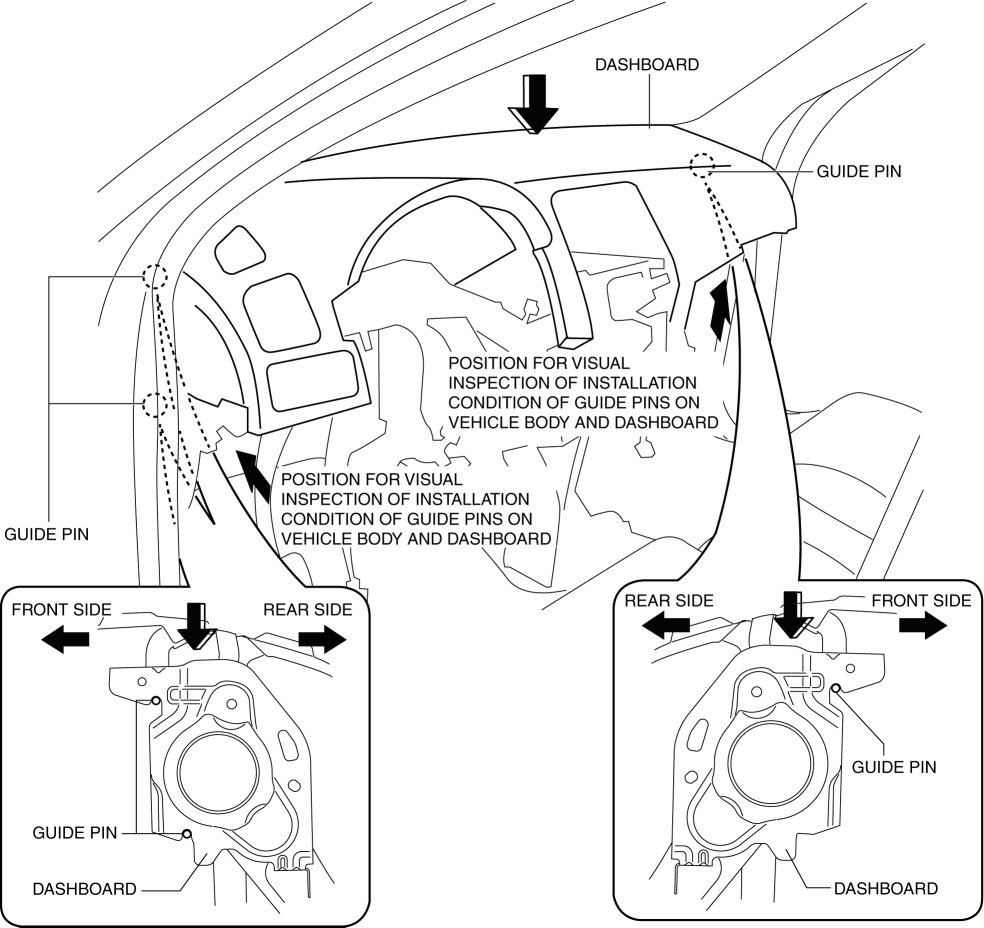 DASHBOARD
GUIDE PIN
POSITION FOR VISUAL
INSPECTION OF INSTALLATION
CONDITION OF GUIDE PINS ON
VEHICLE BODY AND DASHBOARD
POSITION FOR VISUAL
INSPECTION OF INSTALLATION
CONDITION OF GUIDE PINS ON
VEHICLE BODY AND DASHBOARD
GUIDE PIN
FRONT SIDE
REAR SIDE
GUIDE PIN
DASHBOARD
REAR SIDE
FRONT SIDE
GUIDE PIN
DASHBOARD